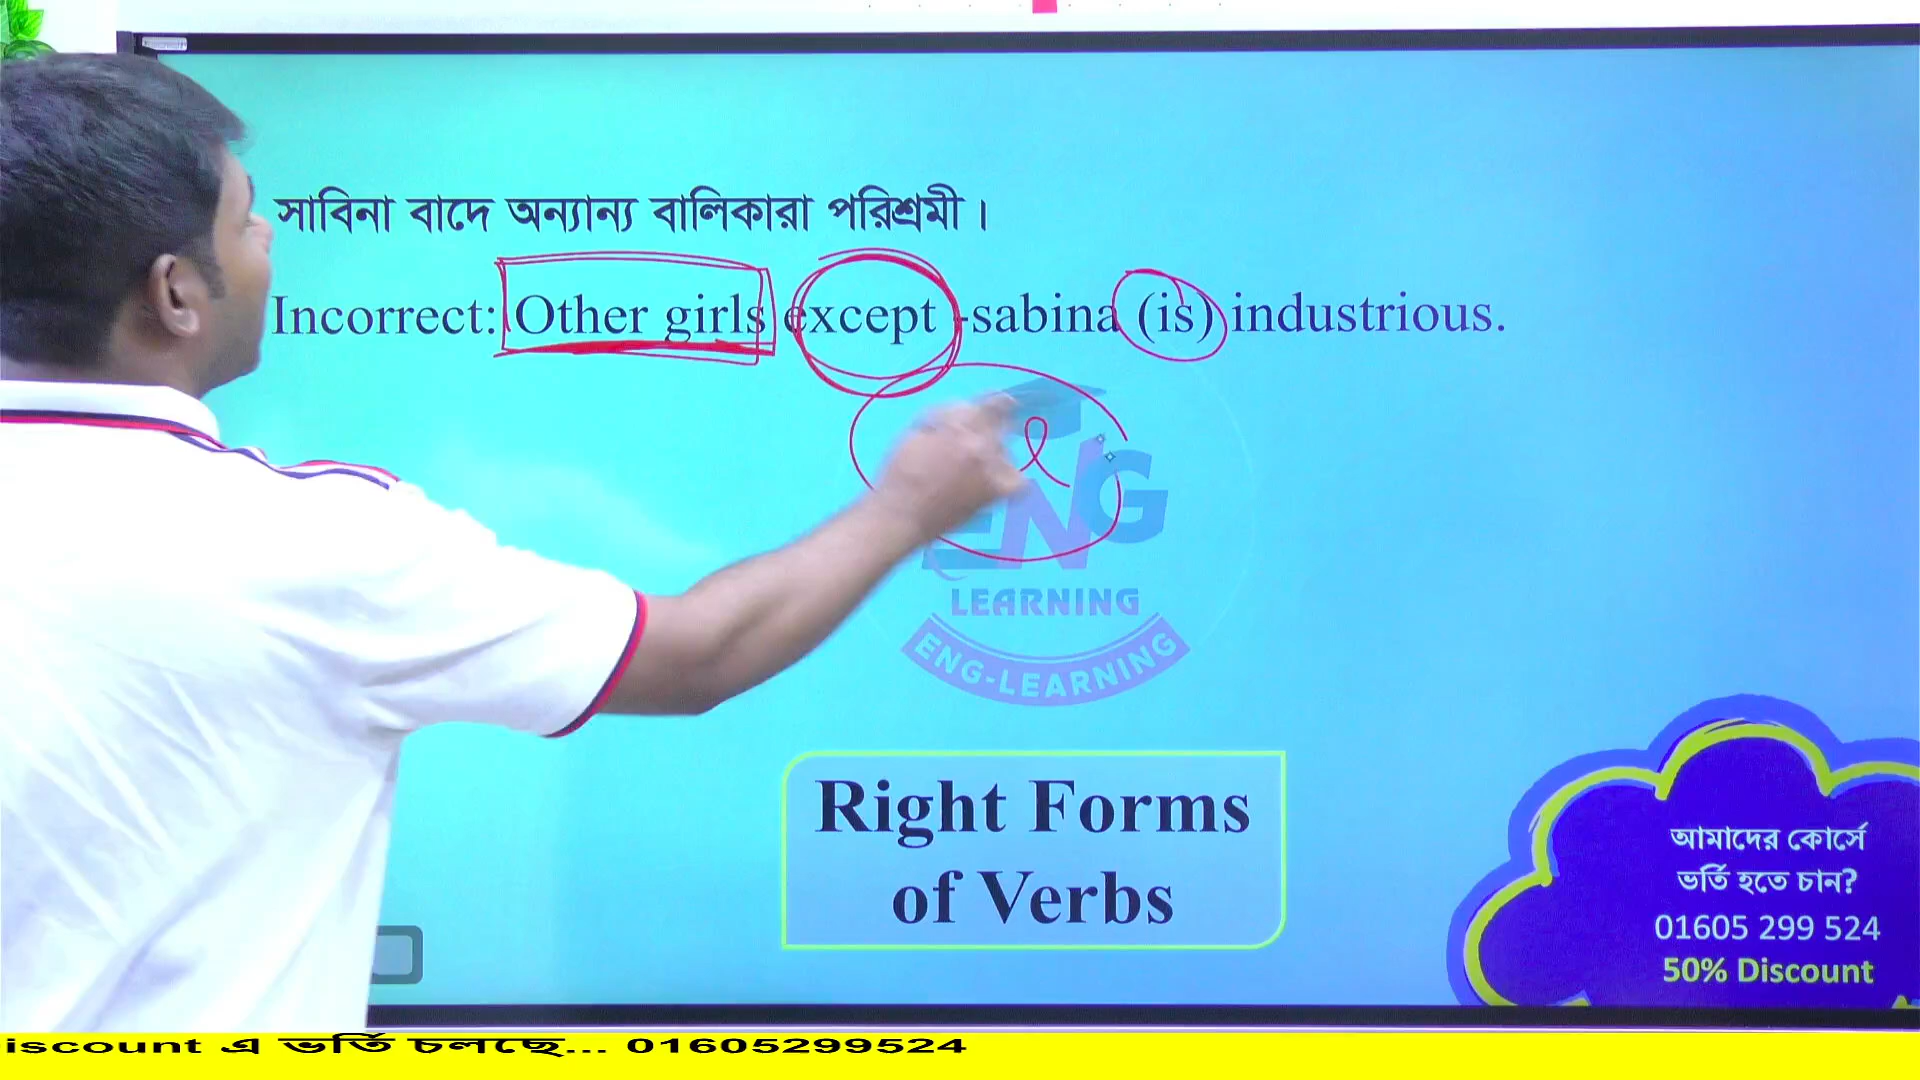 সাবিনা বাদে অন্যান্য বালিকারা পরিশ্রমী।
Incorrect: Other girls except -sabina (is) industrious.
ENG
LEARNING
ENG-LEARNING
Right Forms
of Verbs
আমাদের কোর্সে
ভর্তি হতে চান?
01605 299 524
50% Discount
iscount এ ভর্তি চলছে... 01605299524